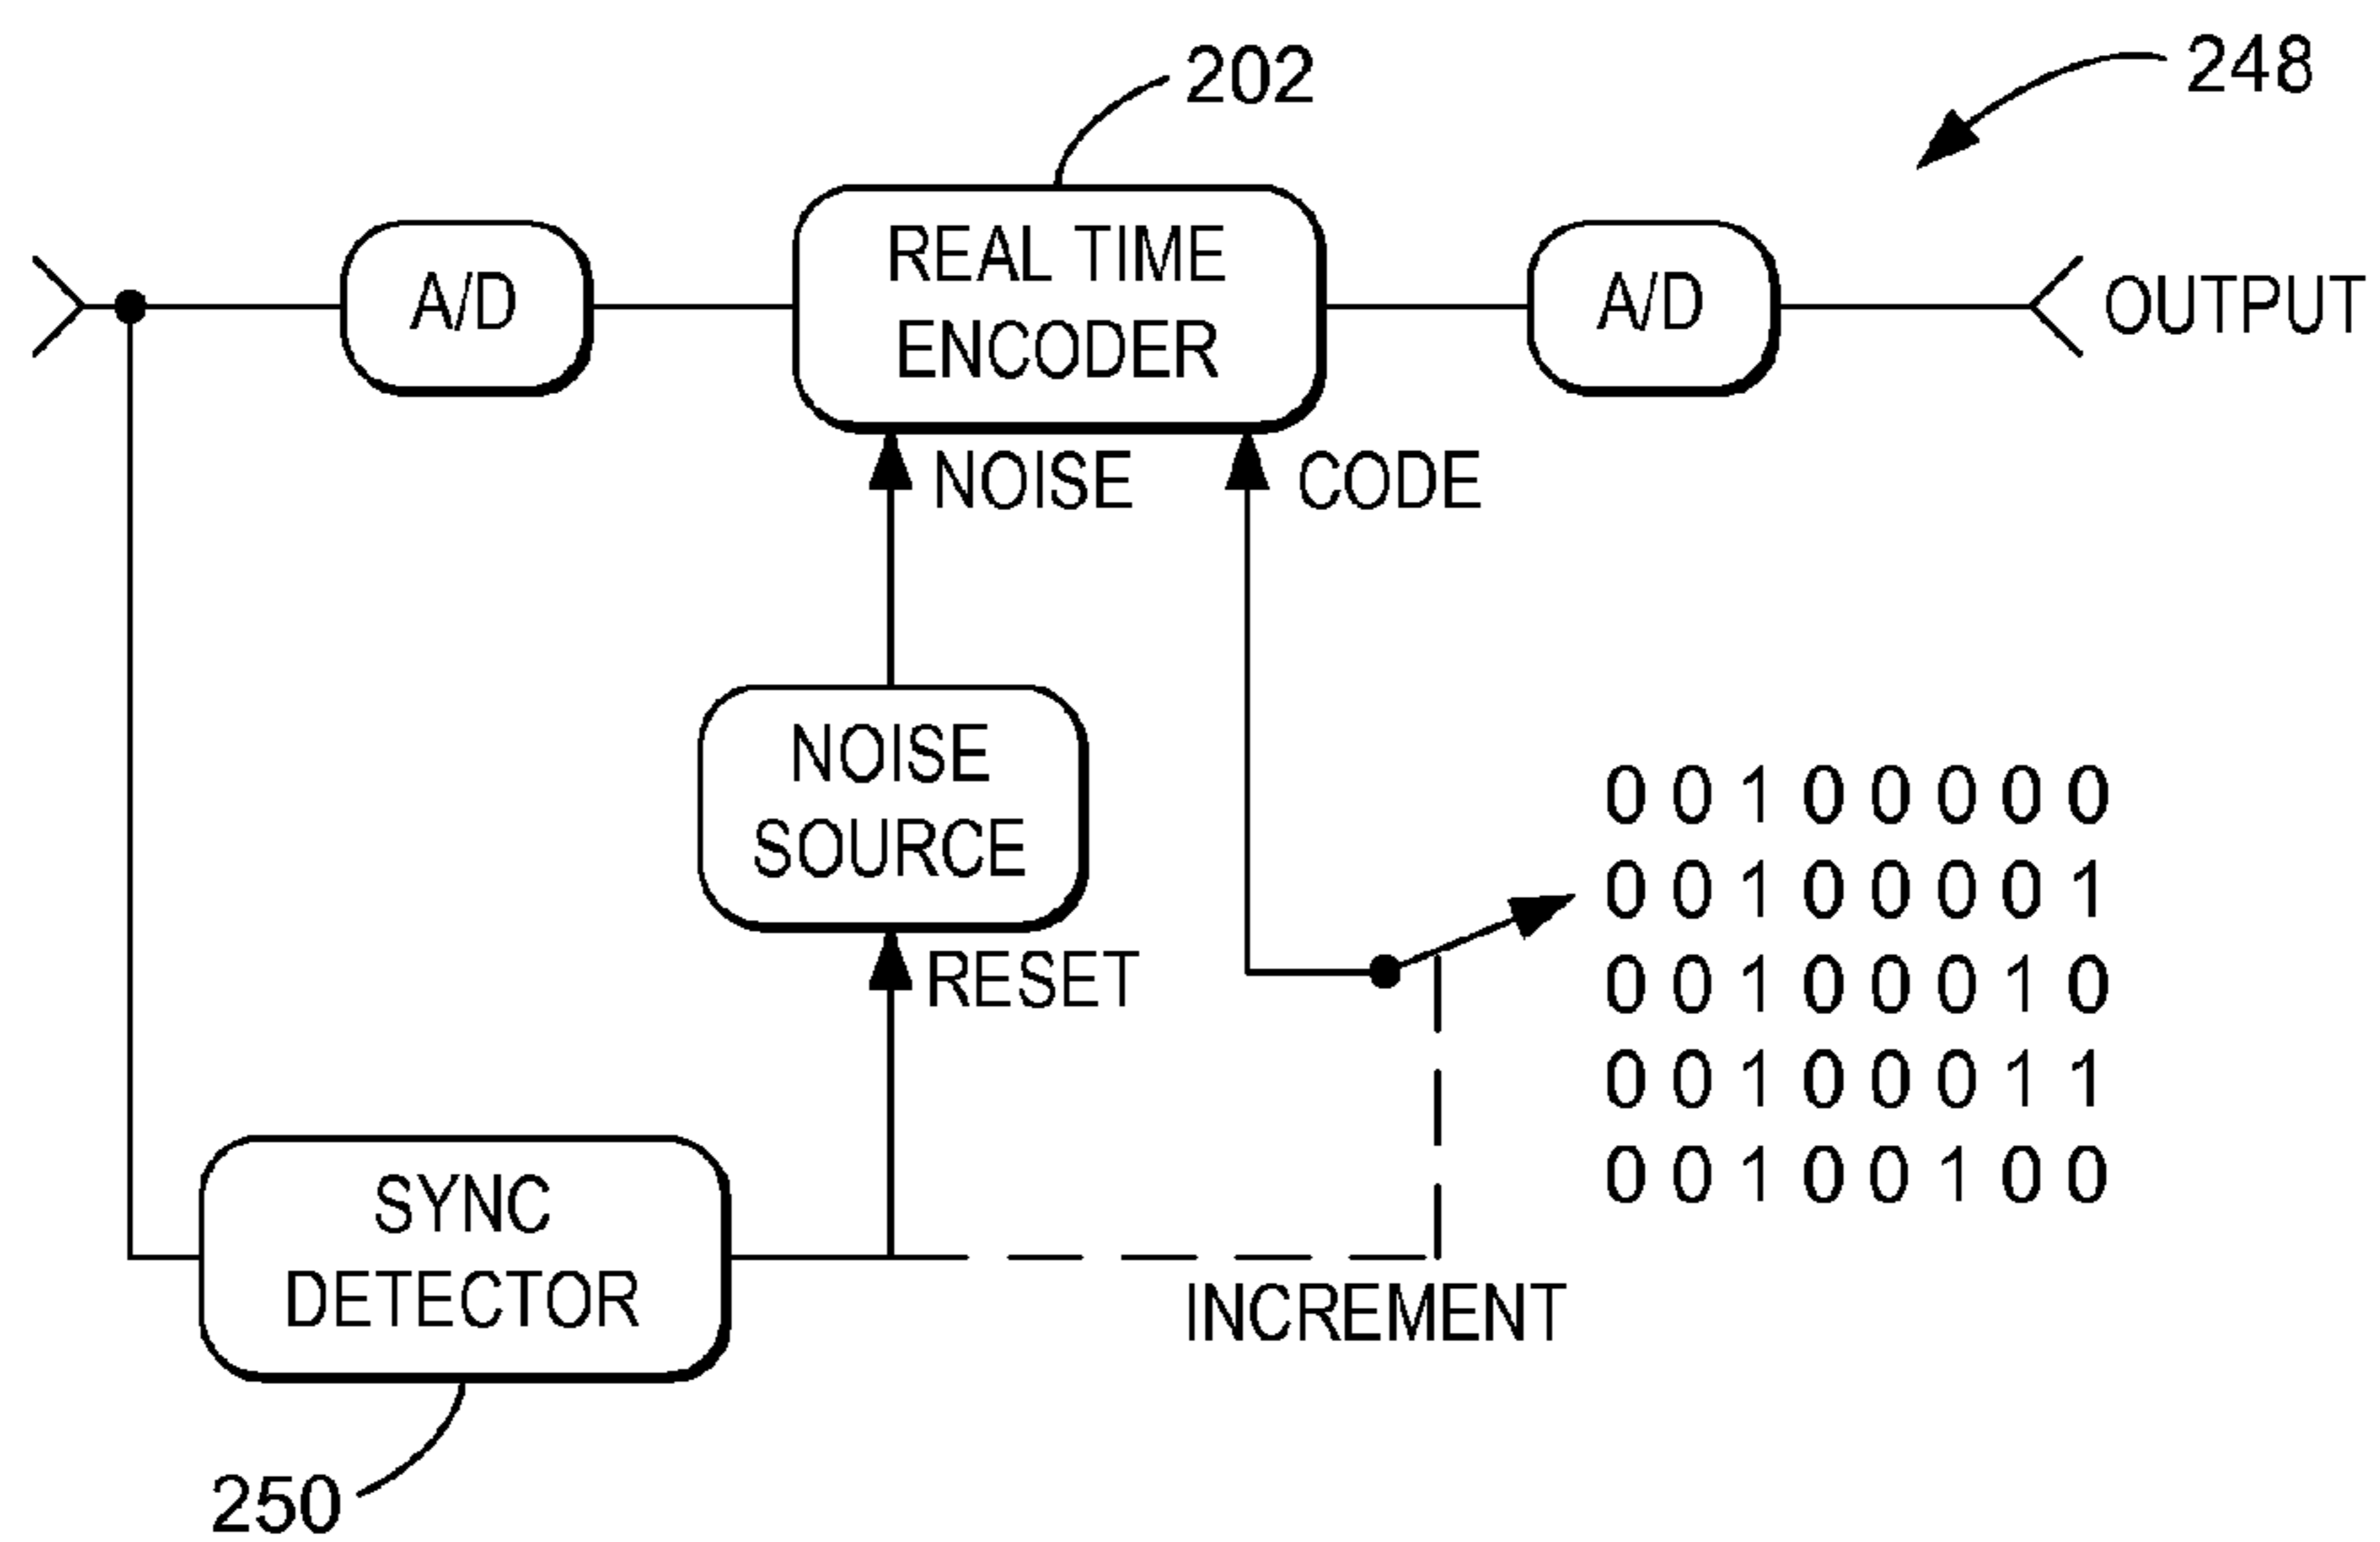 202
248
A/D
REAL TIME
ENCODER
A/D
OUTPUT
NOISE
CODE
NOISE
SOURCE
RESET
0 0 1 0 0 0 0 0
0 0 1 0 0 0 0 1
0 0 1 0 0 0 1 0
0 0 1 0 0 0 1 1
0 0 1 0 0 1 0 0
SYNC
DETECTOR
INCREMENT
250